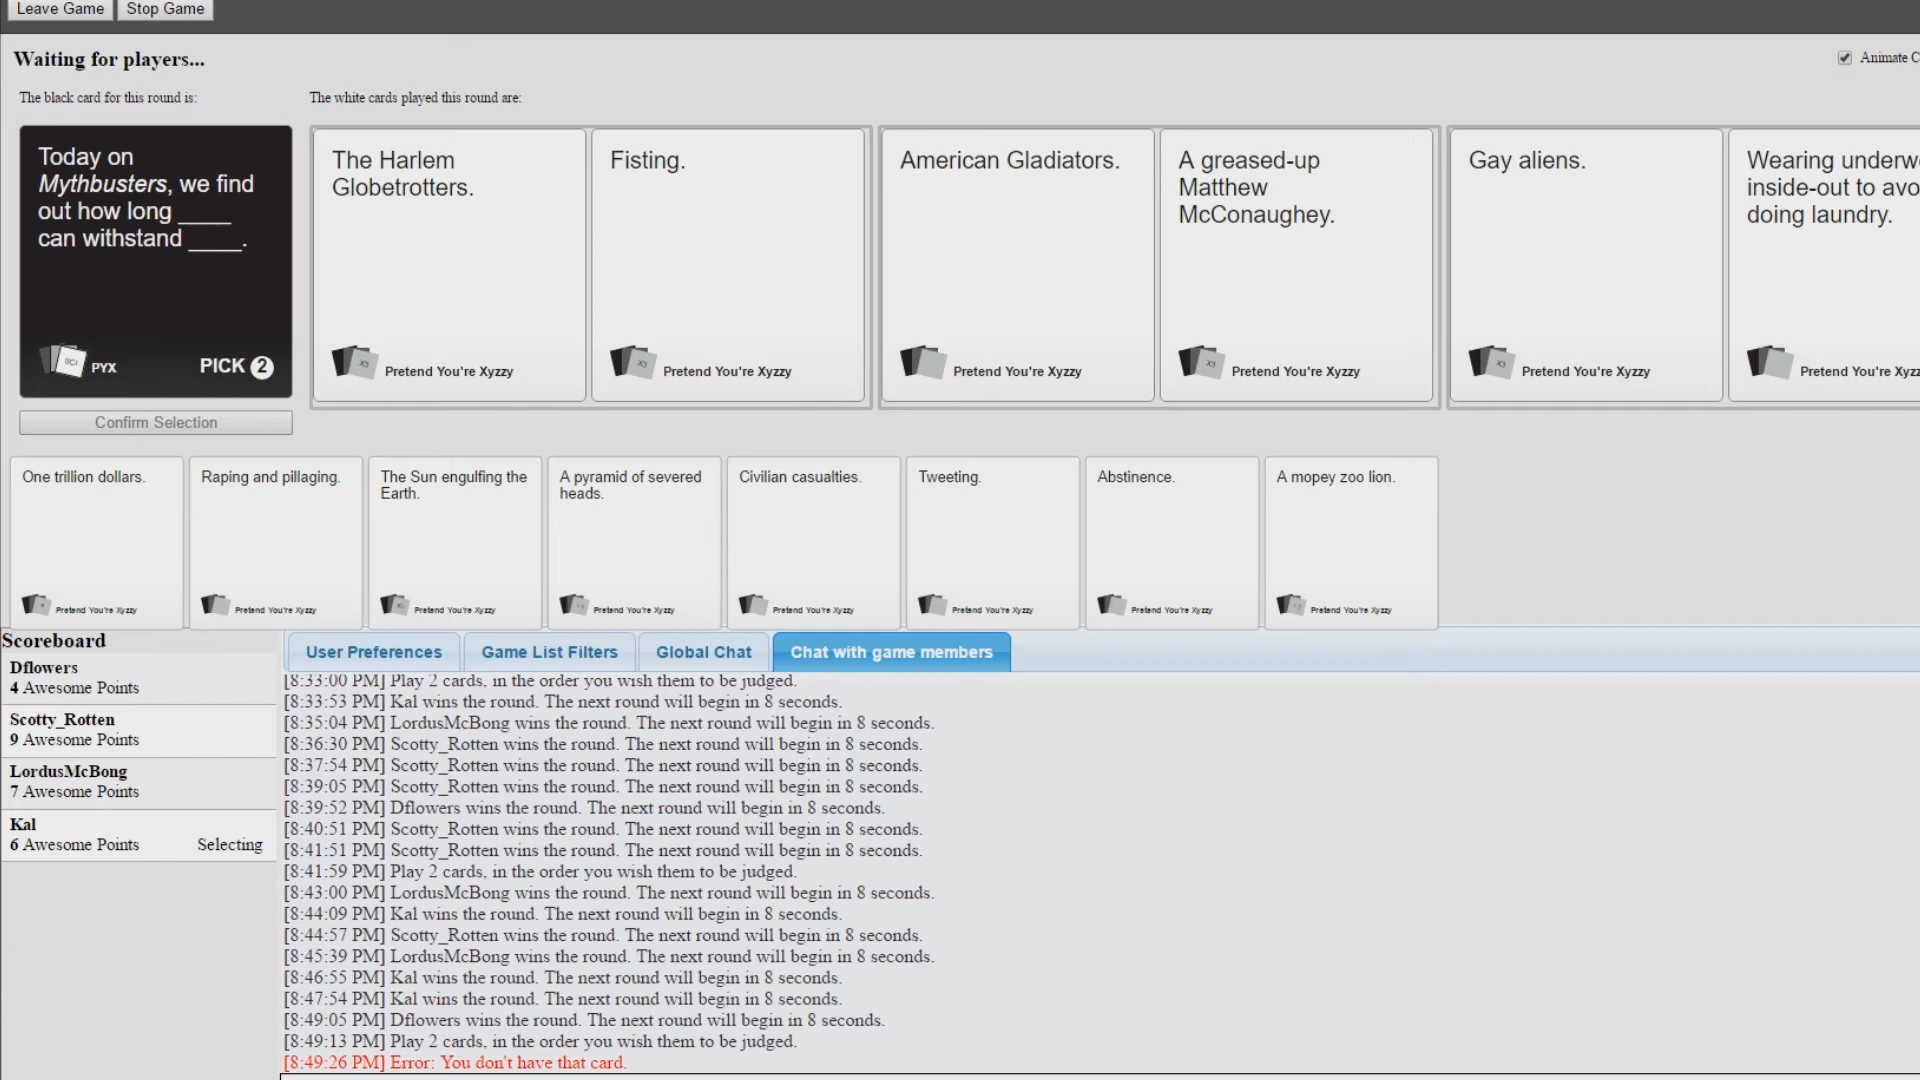 Leave Game
Stop Game
Waiting for players...
Animate C
The black card for this round is:
The white cards played this round are:
Today on
Mythbusters, we find
out how long ____
can withstand ____.
SCI PYX
PICK 2
The Harlem
Globetrotters.
X3 Pretend You're Xyzzy
Fisting.
X3 Pretend You're Xyzzy
American Gladiators.
Pretend You're Xyzzy
A greased-up
Matthew
McConaughey.
X3 Pretend You're Xyzzy
Gay aliens.
X3 Pretend You're Xyzzy
Wearing underwe
inside-out to avo
doing laundry.
Pretend You're Xyzz
Confirm Selection
One trillion dollars.
Pretend You're Xyzzy
Raping and pillaging.
Pretend You're Xyzzy
The Sun engulfing the
Earth.
Pretend You're Xyzzy
A pyramid of severed
heads.
Pretend You're Xyzzy
Civilian casualties.
Pretend You're Xyzzy
Tweeting.
Pretend You're Xyzzy
Abstinence.
Pretend You're Xyzzy
A mopey zoo lion.
Pretend You're Xyzzy
Scoreboard
Dflowers
4 Awesome Points
Scotty_Rotten
9 Awesome Points
LordusMcBong
7 Awesome Points
Kal
6 Awesome Points Selecting
User Preferences
Game List Filters
Global Chat
Chat with game members
[8:33:00 PM] Play 2 cards, in the order you wish them to be judged.
[8:33:53 PM] Kal wins the round. The next round will begin in 8 seconds.
[8:35:04 PM] LordusMcBong wins the round. The next round will begin in 8 seconds.
[8:36:30 PM] Scotty_Rotten wins the round. The next round will begin in 8 seconds.
[8:37:54 PM] Scotty_Rotten wins the round. The next round will begin in 8 seconds.
[8:39:05 PM] Scotty_Rotten wins the round. The next round will begin in 8 seconds.
[8:39:52 PM] Dflowers wins the round. The next round will begin in 8 seconds.
[8:40:51 PM] Scotty_Rotten wins the round. The next round will begin in 8 seconds.
[8:41:51 PM] Scotty_Rotten wins the round. The next round will begin in 8 seconds.
[8:41:59 PM] Play 2 cards, in the order you wish them to be judged.
[8:43:00 PM] LordusMcBong wins the round. The next round will begin in 8 seconds.
[8:44:09 PM] Kal wins the round. The next round will begin in 8 seconds.
[8:44:57 PM] Scotty_Rotten wins the round. The next round will begin in 8 seconds.
[8:45:39 PM] LordusMcBong wins the round. The next round will begin in 8 seconds.
[8:46:55 PM] Kal wins the round. The next round will begin in 8 seconds.
[8:47:54 PM] Kal wins the round. The next round will begin in 8 seconds.
[8:49:05 PM] Dflowers wins the round. The next round will begin in 8 seconds.
[8:49:13 PM] Play 2 cards, in the order you wish them to be judged.
[8:49:26 PM] Error: You don't have that card.